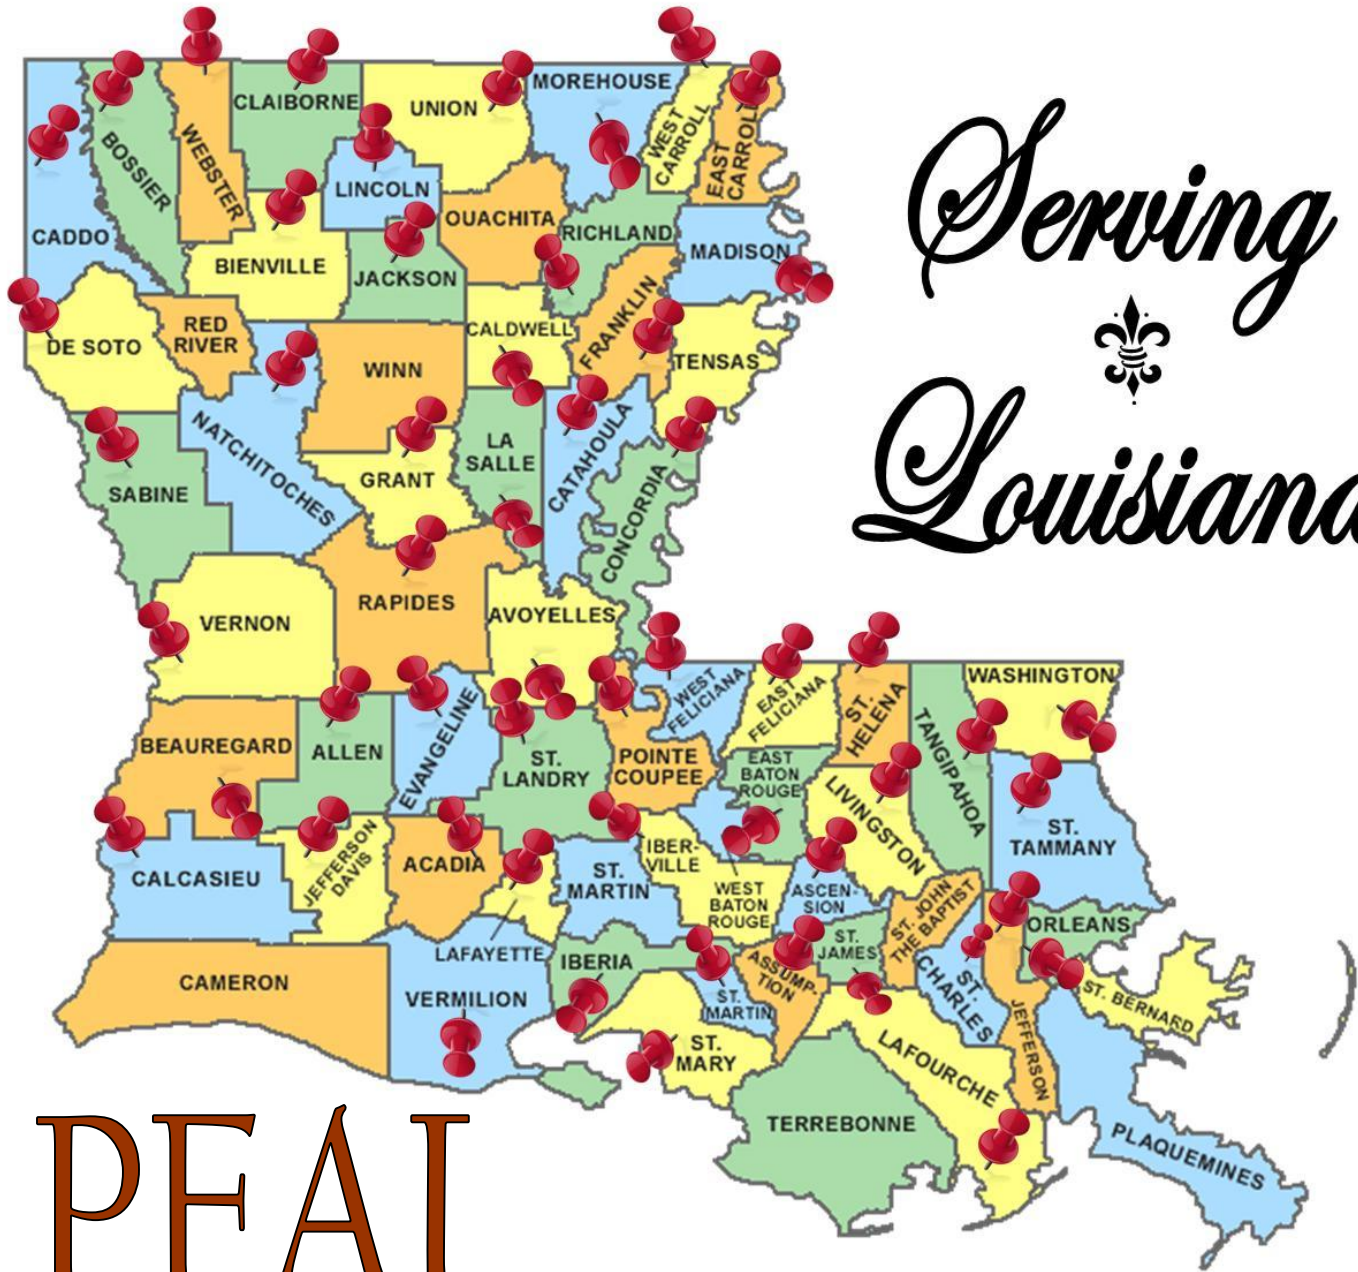 Serving
Louisiana
MOREHOUSE
CLAIBORNE
UNION
WEST
CARROLL
EAST
CARROLL
BOSSIER
WEBSTER
LINCOLN
OUACHITA
RICHLAND
CADDO
MADISON
BIENVILLE
JACKSON
FRANKLIN
RED
RIVER
CALDWELL
DE SOTO
WINN
TENSAS
NATCHITOCHES
LA
SALLE
CATAHOULA
GRANT
SABINE
CONCORDIA
RAPIDES
AVOYELLES
VERNON
WEST
FELICIANA
EAST
FELICIANA
ST.
HELENA
TANGIPAHOA
WASHINGTON
BEAUREGARD
ALLEN
EVANGELINE
ST.
LANDRY
POINTE
COUPEE
EAST
BATON
ROUGE
LIVINGSTON
ST.
TAMMANY
CALCASIEU
JEFFERSON
DAVIS
ACADIA
ST.
MARTIN
IBER-
VILLE
WEST
BATON
ROUGE
ASCEN-
SION
ST. JOHN
THE BAPTIST
ORLEANS
LAFAYETTE
IBERIA
ASSUMP-
TION
ST.
JAMES
ST.
CHARLES
CAMERON
VERMILION
ST.
MARTIN
ST. BERNARD
JEFFERSON
ST.
MARY
LAFOURCHE
TERREBONNE
PLAQUEMINES